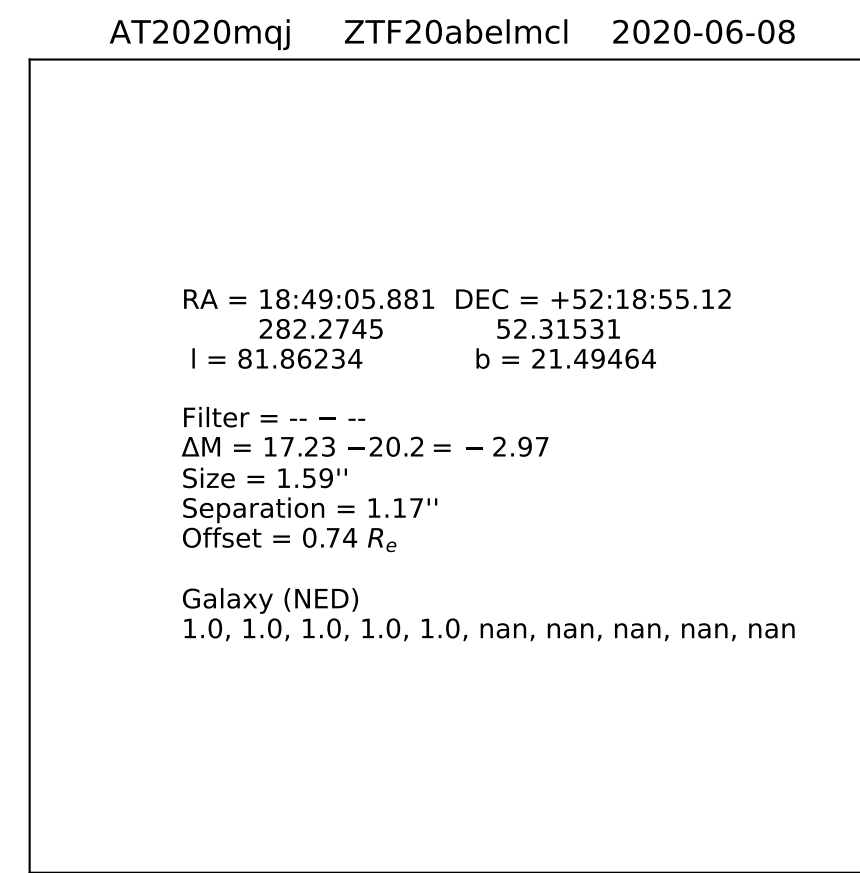 AT2020mqj ZTF20abelmcl 2020-06-08
RA = 18:49:05.881 DEC = +52:18:55.12
282.2745 52.31531
l = 81.86234 b = 21.49464
Filter = -- − --
ΔM = 17.23 −20.2 = − 2.97
Size = 1.59''
Separation = 1.17''
Offset = 0.74 Rₑ
Galaxy (NED)
1.0, 1.0, 1.0, 1.0, 1.0, nan, nan, nan, nan, nan